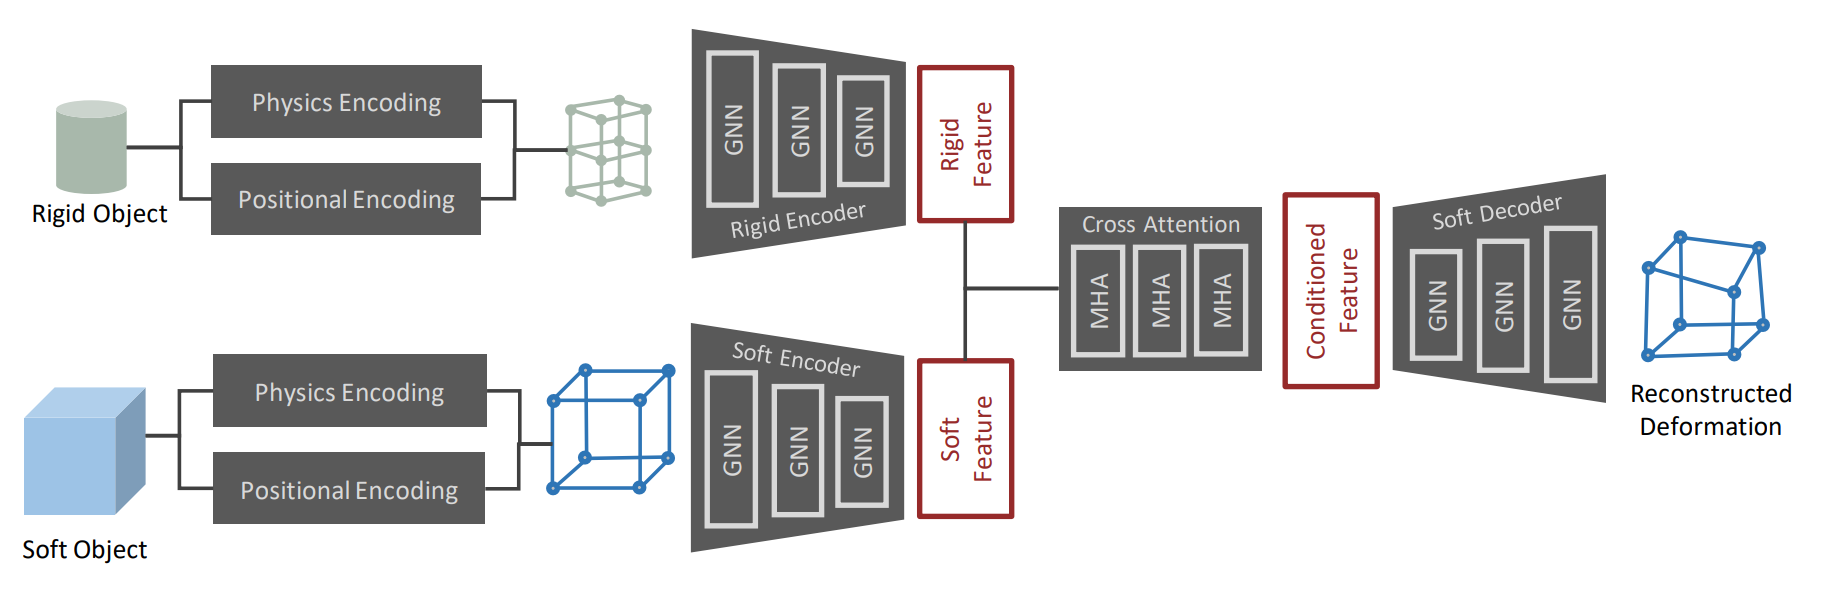 Rigid Object
Physics Encoding
Positional Encoding
GNN
GNN
GNN
Rigid Encoder
Rigid
Feature
Soft Object
Physics Encoding
Positional Encoding
Soft Encoder
GNN
GNN
GNN
Soft
Feature
Cross Attention
MHA
MHA
MHA
Conditioned
Feature
Soft Decoder
GNN
GNN
GNN
Reconstructed
Deformation